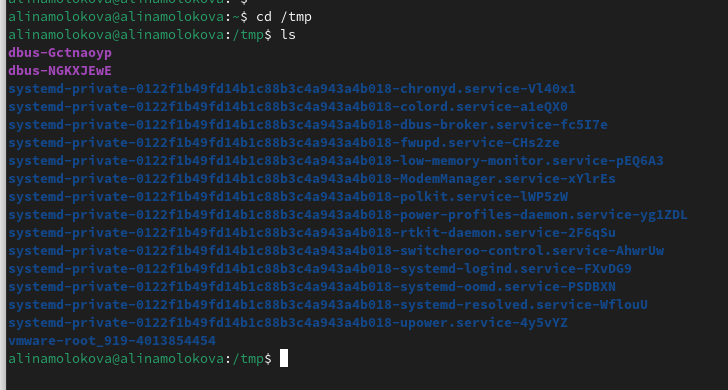 alinamolokova@alinamolokova:~$ cd /tmp
alinamolokova@alinamolokova:/tmp$ ls
dbus-Gctnaoyp
dbus-NGKXJEwE
systemd-private-0122f1b49fd14b1c88b3c4a943a4b018-chronyd.service-Vl40x1
systemd-private-0122f1b49fd14b1c88b3c4a943a4b018-colord.service-a1eQX0
systemd-private-0122f1b49fd14b1c88b3c4a943a4b018-dbus-broker.service-fc5I7e
systemd-private-0122f1b49fd14b1c88b3c4a943a4b018-fwupd.service-CHs2ze
systemd-private-0122f1b49fd14b1c88b3c4a943a4b018-low-memory-monitor.service-pEQ6A3
systemd-private-0122f1b49fd14b1c88b3c4a943a4b018-ModemManager.service-xYlrEs
systemd-private-0122f1b49fd14b1c88b3c4a943a4b018-polkit.service-lWP5zW
systemd-private-0122f1b49fd14b1c88b3c4a943a4b018-power-profiles-daemon.service-yg1ZDL
systemd-private-0122f1b49fd14b1c88b3c4a943a4b018-rtkit-daemon.service-2F6qSu
systemd-private-0122f1b49fd14b1c88b3c4a943a4b018-switcheroo-control.service-AhwrUw
systemd-private-0122f1b49fd14b1c88b3c4a943a4b018-systemd-logind.service-FXvDG9
systemd-private-0122f1b49fd14b1c88b3c4a943a4b018-systemd-oomd.service-PSDBXN
systemd-private-0122f1b49fd14b1c88b3c4a943a4b018-systemd-resolved.service-WflouU
systemd-private-0122f1b49fd14b1c88b3c4a943a4b018-upower.service-4y5vYZ
vmware-root_919-4013854454
alinamolokova@alinamolokova:/tmp$